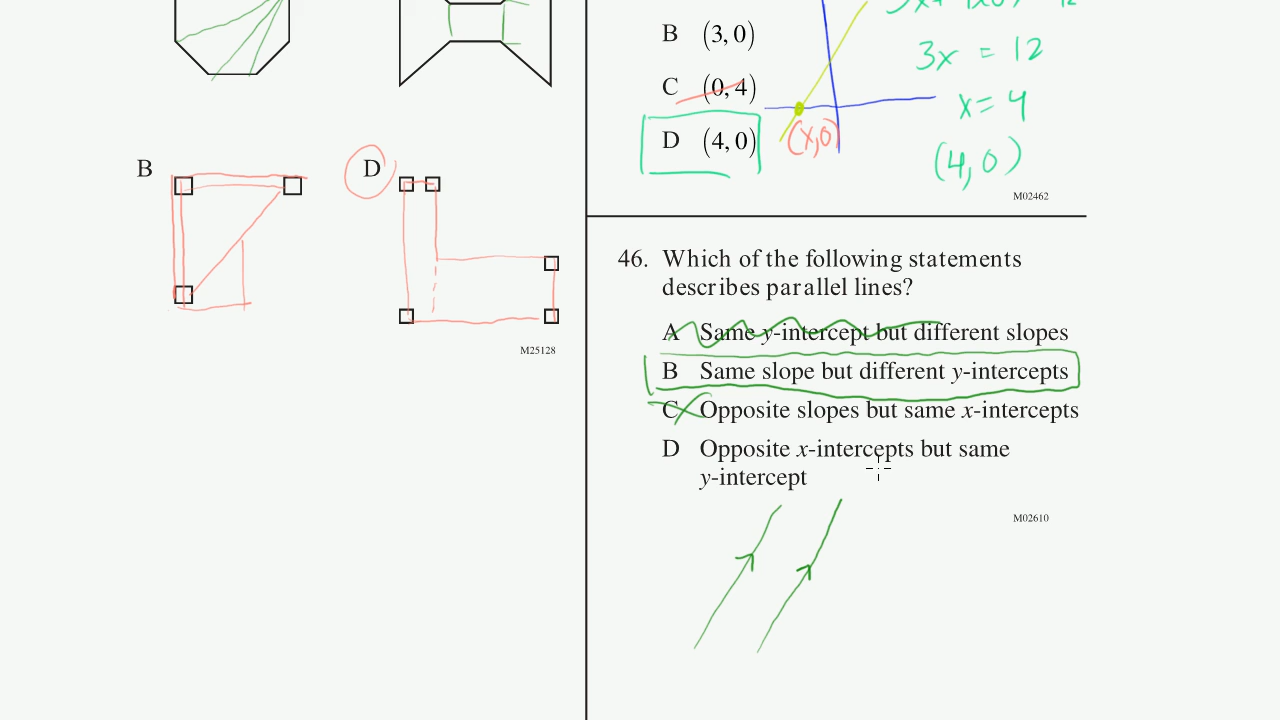 B
D
M25128
B (3, 0)
C (0, 4)
D (4, 0)
(x,0)
3x = 12
x = 4
(4, 0)
M02462
46. Which of the following statements
describes parallel lines?
A Same y-intercept but different slopes
B Same slope but different y-intercepts
C Opposite slopes but same x-intercepts
D Opposite x-intercepts but same
y-intercept
M02610